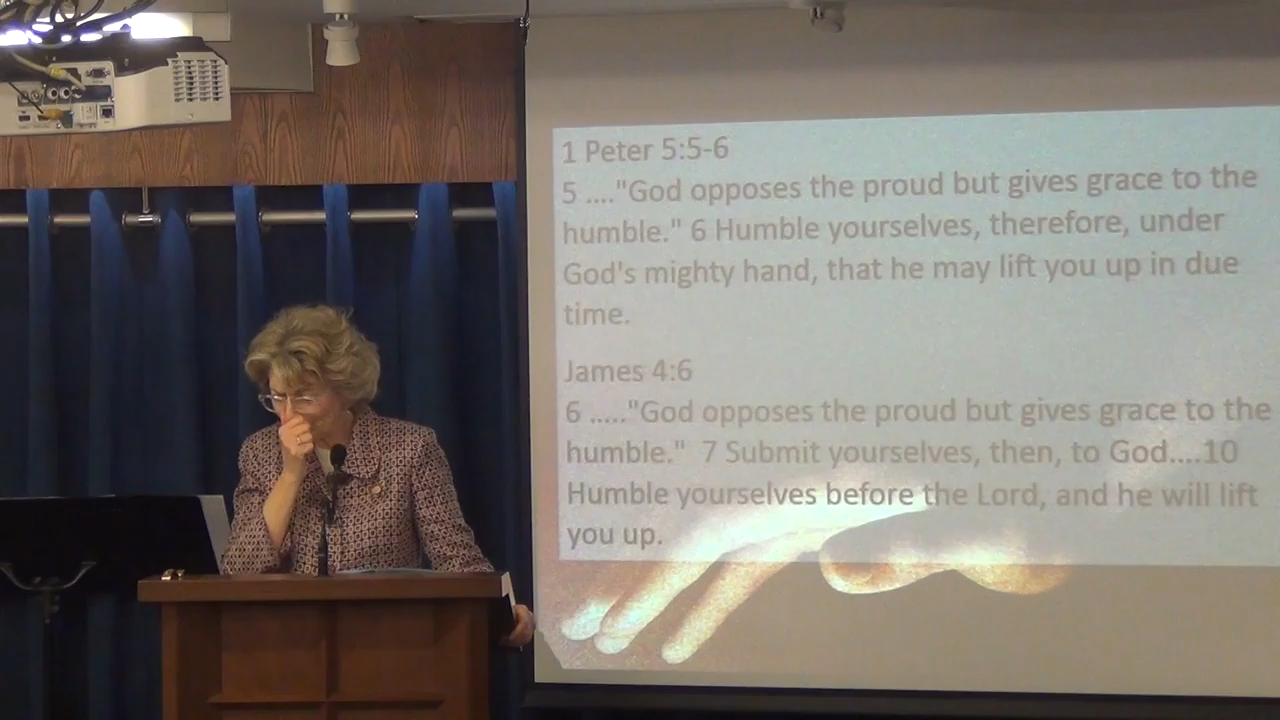 1 Peter 5:5-6
5 ...."God opposes the proud but gives grace to the
humble." 6 Humble yourselves, therefore, under
God's mighty hand, that he may lift you up in due
time.
James 4:6
6 ....."God opposes the proud but gives grace to the
humble."  7 Submit yourselves, then, to God....10
Humble yourselves before the Lord, and he will lift
you up.